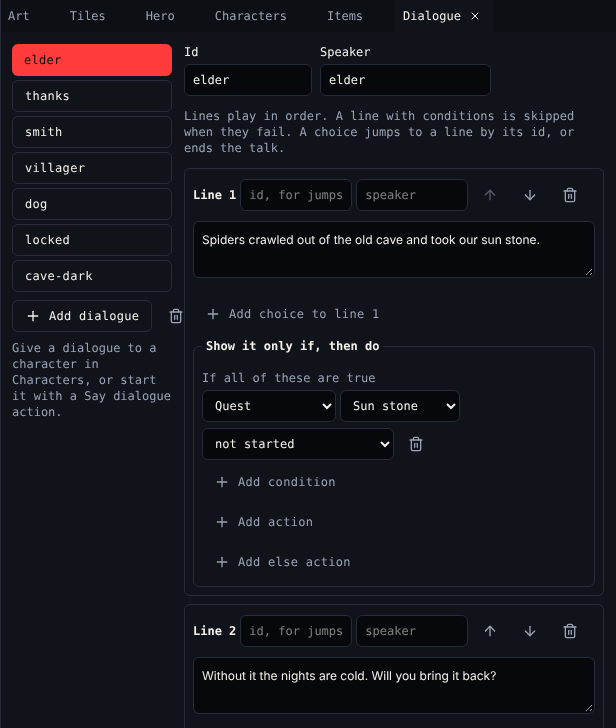 Art Tiles Hero Characters Items Dialogue ×
elder
thanks
smith
villager
dog
locked
cave-dark
+ Add dialogue
Give a dialogue to a
character in
Characters, or start
it with a Say dialogue
action.
Id Speaker
elder elder
Lines play in order. A line with conditions is skipped
when they fail. A choice jumps to a line by its id, or
ends the talk.
Line 1 id, for jumps speaker
Spiders crawled out of the old cave and took our sun stone.
+ Add choice to line 1
Show it only if, then do
If all of these are true
Quest Sun stone
not started
+ Add condition
+ Add action
+ Add else action
Line 2 id, for jumps speaker
Without it the nights are cold. Will you bring it back?